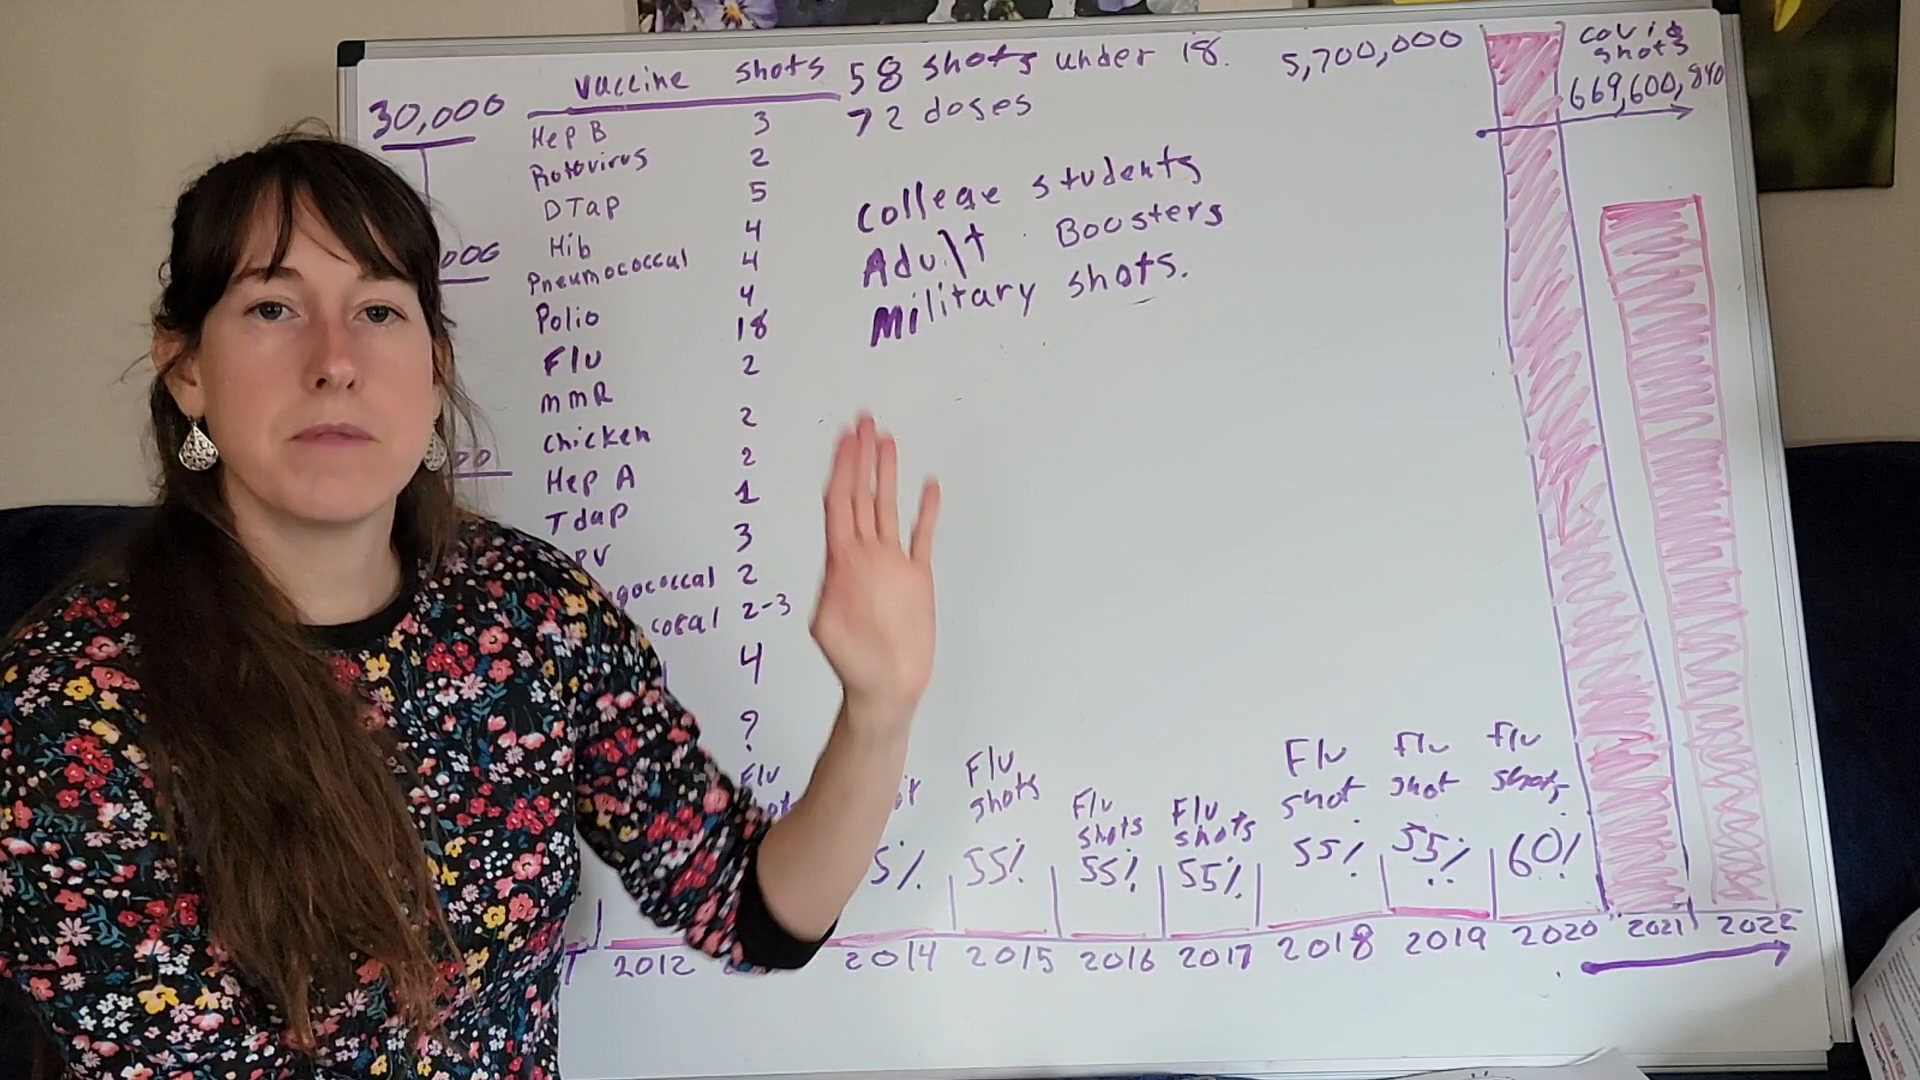 vaccine shots
58 shots under 18.
72 doses
30,000
Hep B 3
Rotovirus 2
DTap 5
Hib 4
Pneumococcal 4
Polio 4
Flu 18
mmR 2
chicken 2
Hep A 2
Tdap 1
PV 3
gococcal 2
2-3
4
?
College students
Adult Boosters
Military shots.
5,700,000
covid
shots
669,600,840
Flu
Flu
shots
55%
Flu
shots
55%
Flu
shots
55%
Flu
shot
55%
flu
shot
55%
flu
shots
60%
2012
2014
2015
2016
2017
2018
2019
2020
2021
2022